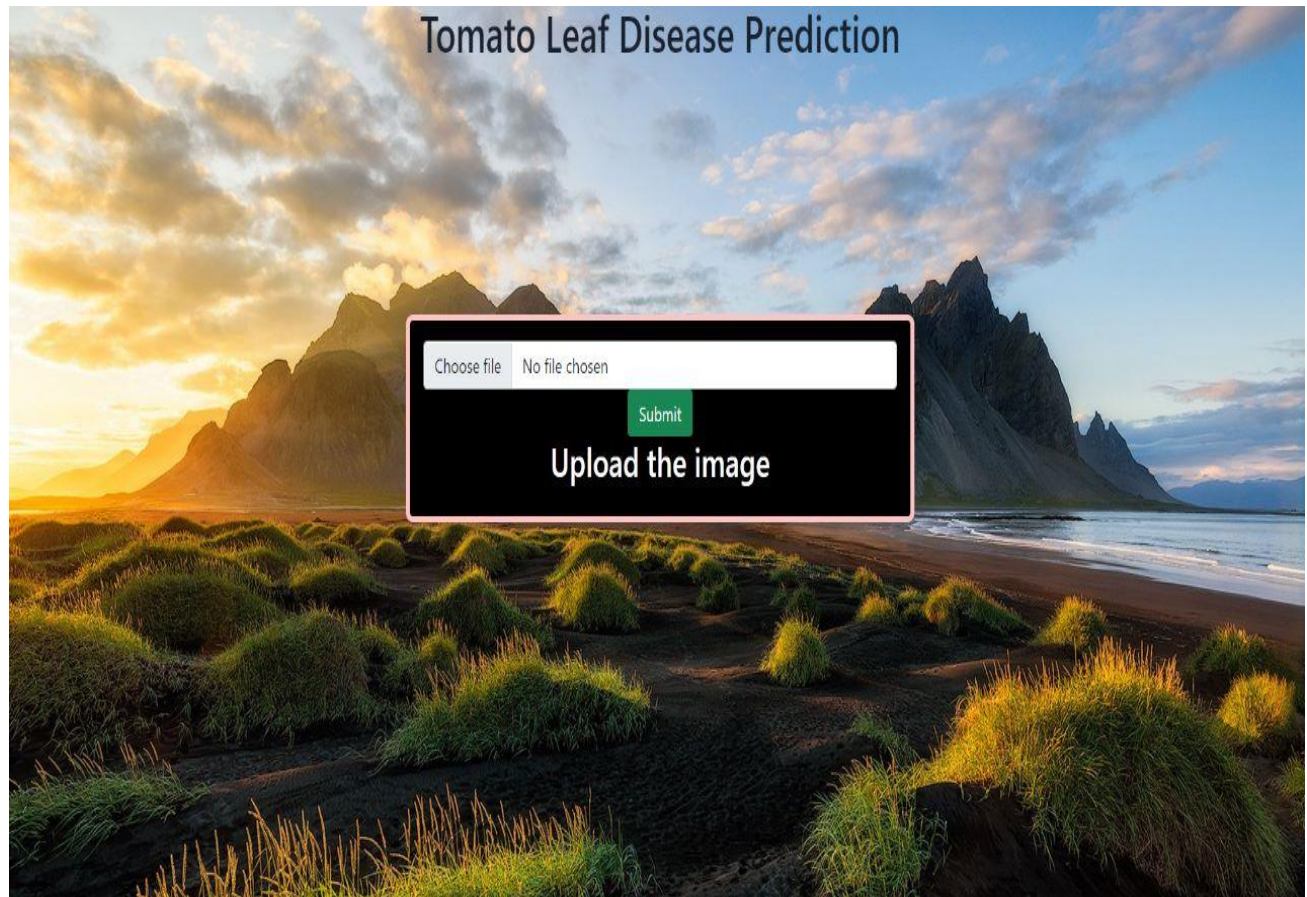 Tomato Leaf Disease Prediction
Choose file No file chosen
Submit
Upload the image